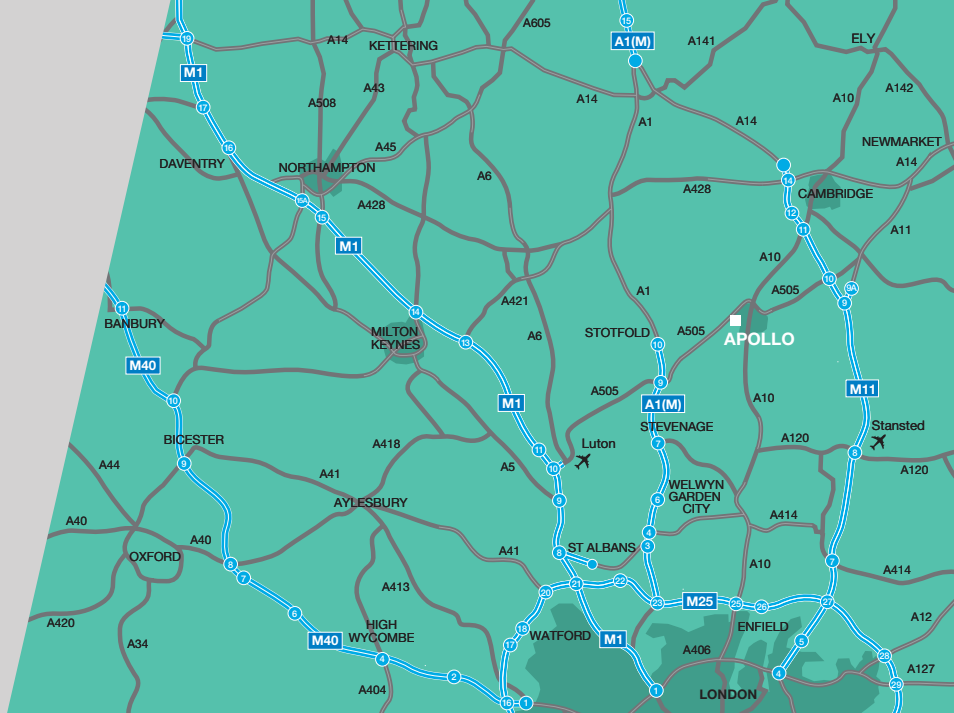 15
A605
19
A14
KETTERING
A1(M)
A141
ELY
M1
A43
A508
A14
A10
A142
17
A1
A14
16
A45
NEWMARKET
DAVENTRY
NORTHAMPTON
A6
A14
14
A428
CAMBRIDGE
15A
A428
12
15
11
A11
M1
A10
10
A505
9A
A1
9
11
A421
14
BANBURY
MILTON
KEYNES
A6
STOTFOLD
A505
APOLLO
13
10
M40
9
A505
M11
10
M1
A1(M)
A10
STEVENAGE
Stansted
BICESTER
A418
11
Luton
7
A120
8
A44
9
A41
A5
10
A120
WELWYN
GARDEN
CITY
AYLESBURY
9
6
A40
A414
A40
4
OXFORD
A41
8
ST ALBANS
3
8
7
A10
7
A414
A413
20
21
22
23
M25
25
26
27
A420
6
A12
HIGH
WYCOMBE
18
WATFORD
M1
ENFIELD
A34
M40
17
5
A406
28
4
A127
2
4
29
A404
1
LONDON
16
1